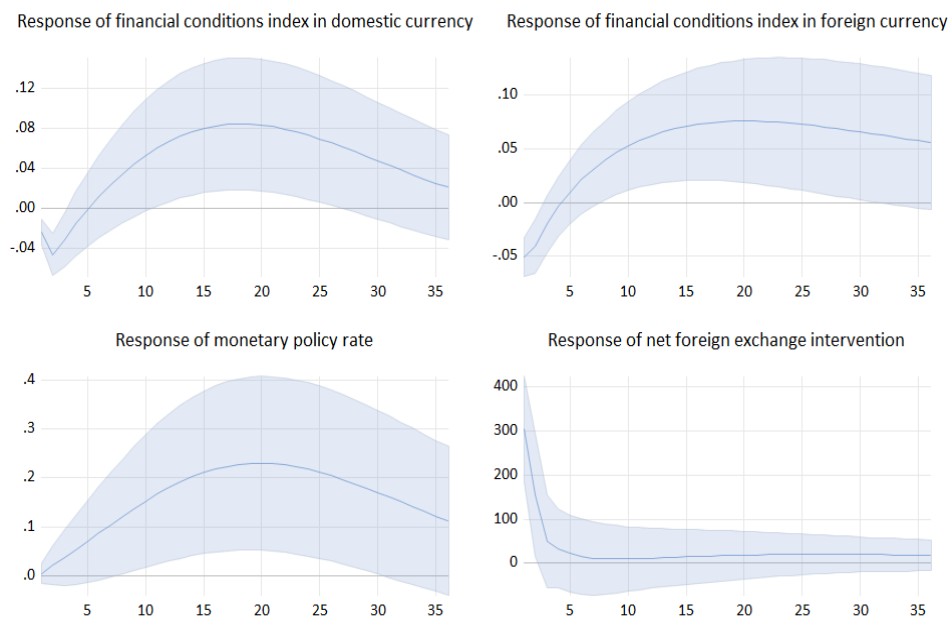 Response of financial conditions index in domestic currency
.12
.08
.04
.00
-.04
5 10 15 20 25 30 35
Response of financial conditions index in foreign currency
.10
.05
.00
-.05
5 10 15 20 25 30 35
Response of monetary policy rate
.4
.3
.2
.1
.0
5 10 15 20 25 30 35
Response of net foreign exchange intervention
400
300
200
100
0
5 10 15 20 25 30 35